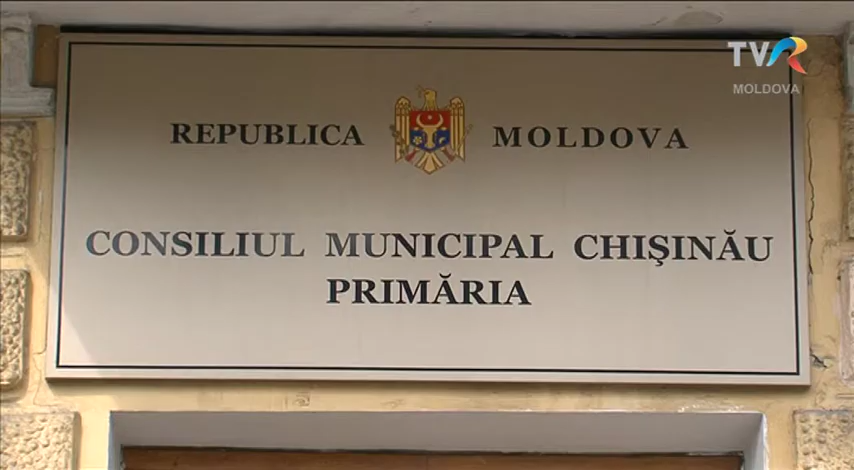 TVR
MOLDOVA
REPUBLICA MOLDOVA
CONSILIUL MUNICIPAL CHIŞINĂU
PRIMĂRIA